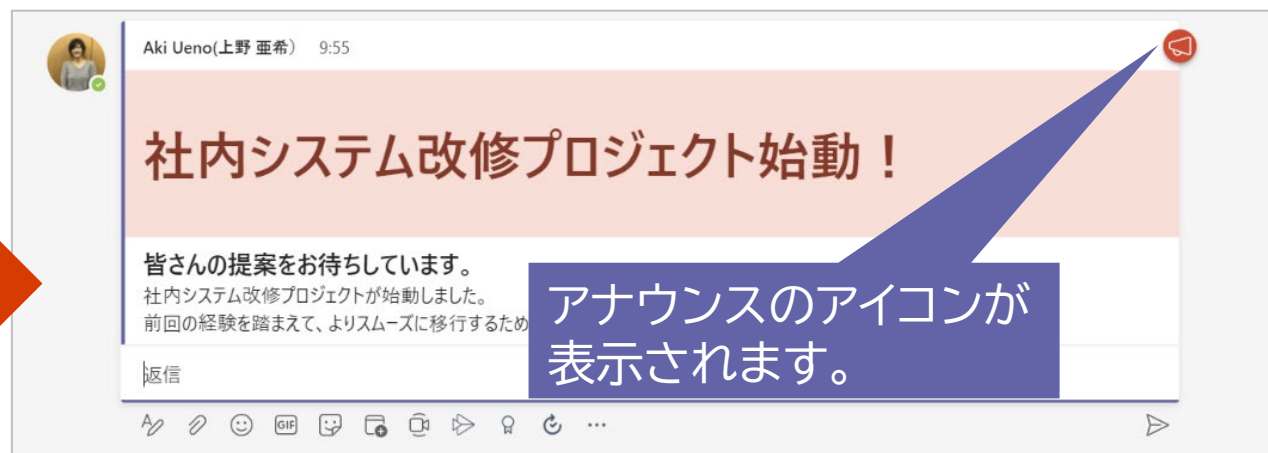 Aki Ueno(上野 亜希） 9:55
社内システム改修プロジェクト始動！
皆さんの提案をお待ちしています。
社内システム改修プロジェクトが始動しました。
前回の経験を踏まえて、よりスムーズに移行するため
アナウンスのアイコンが
表示されます。
返信
GIF